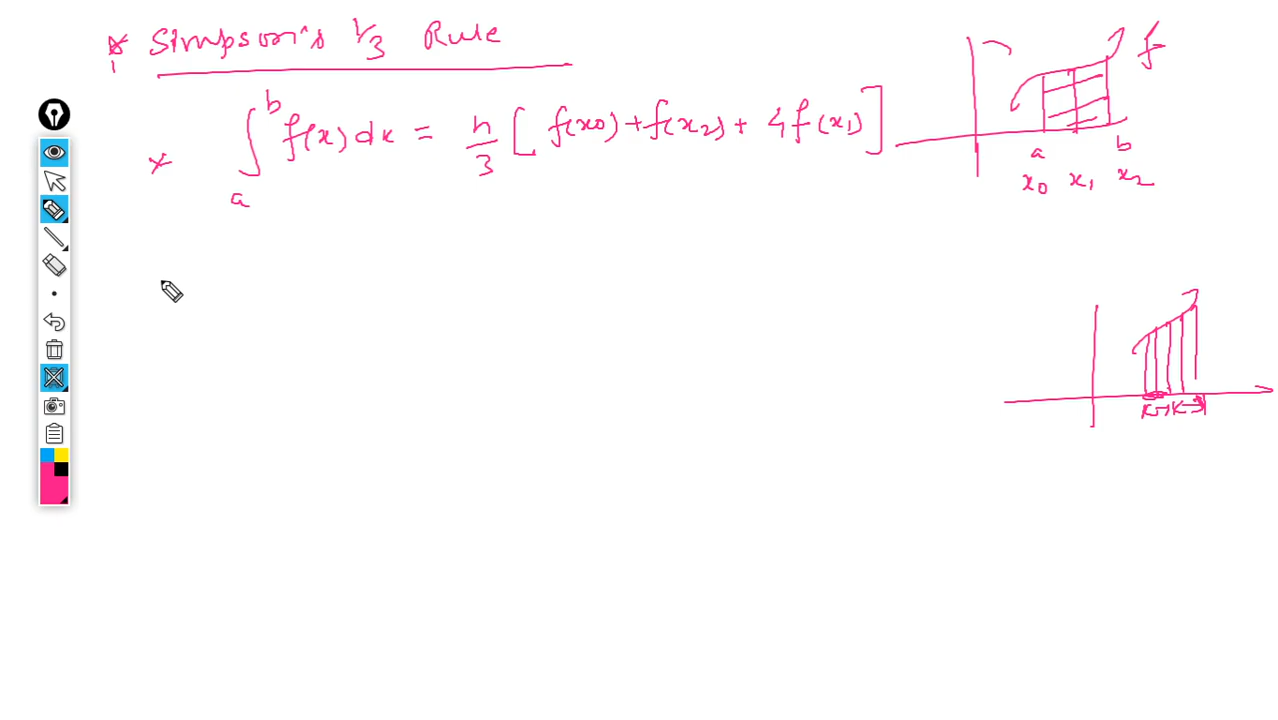 * Simpson's 1/3 Rule
* ∫_a^b f(x) dx = h/3 [ f(x0) + f(x2) + 4 f(x1) ]
f
a b
x0 x1 x2